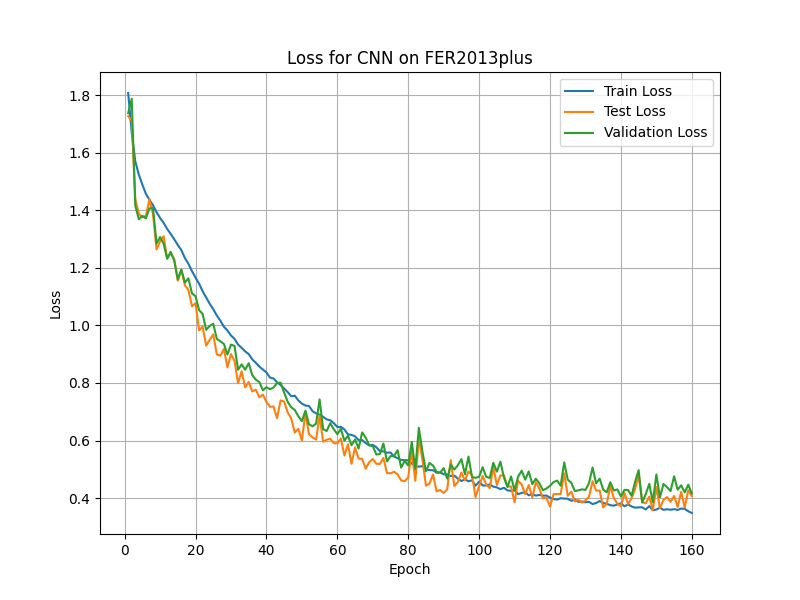 Loss for CNN on FER2013plus
Train Loss
Test Loss
Validation Loss
Loss
1.8
1.6
1.4
1.2
1.0
0.8
0.6
0.4
0 20 40 60 80 100 120 140 160
Epoch